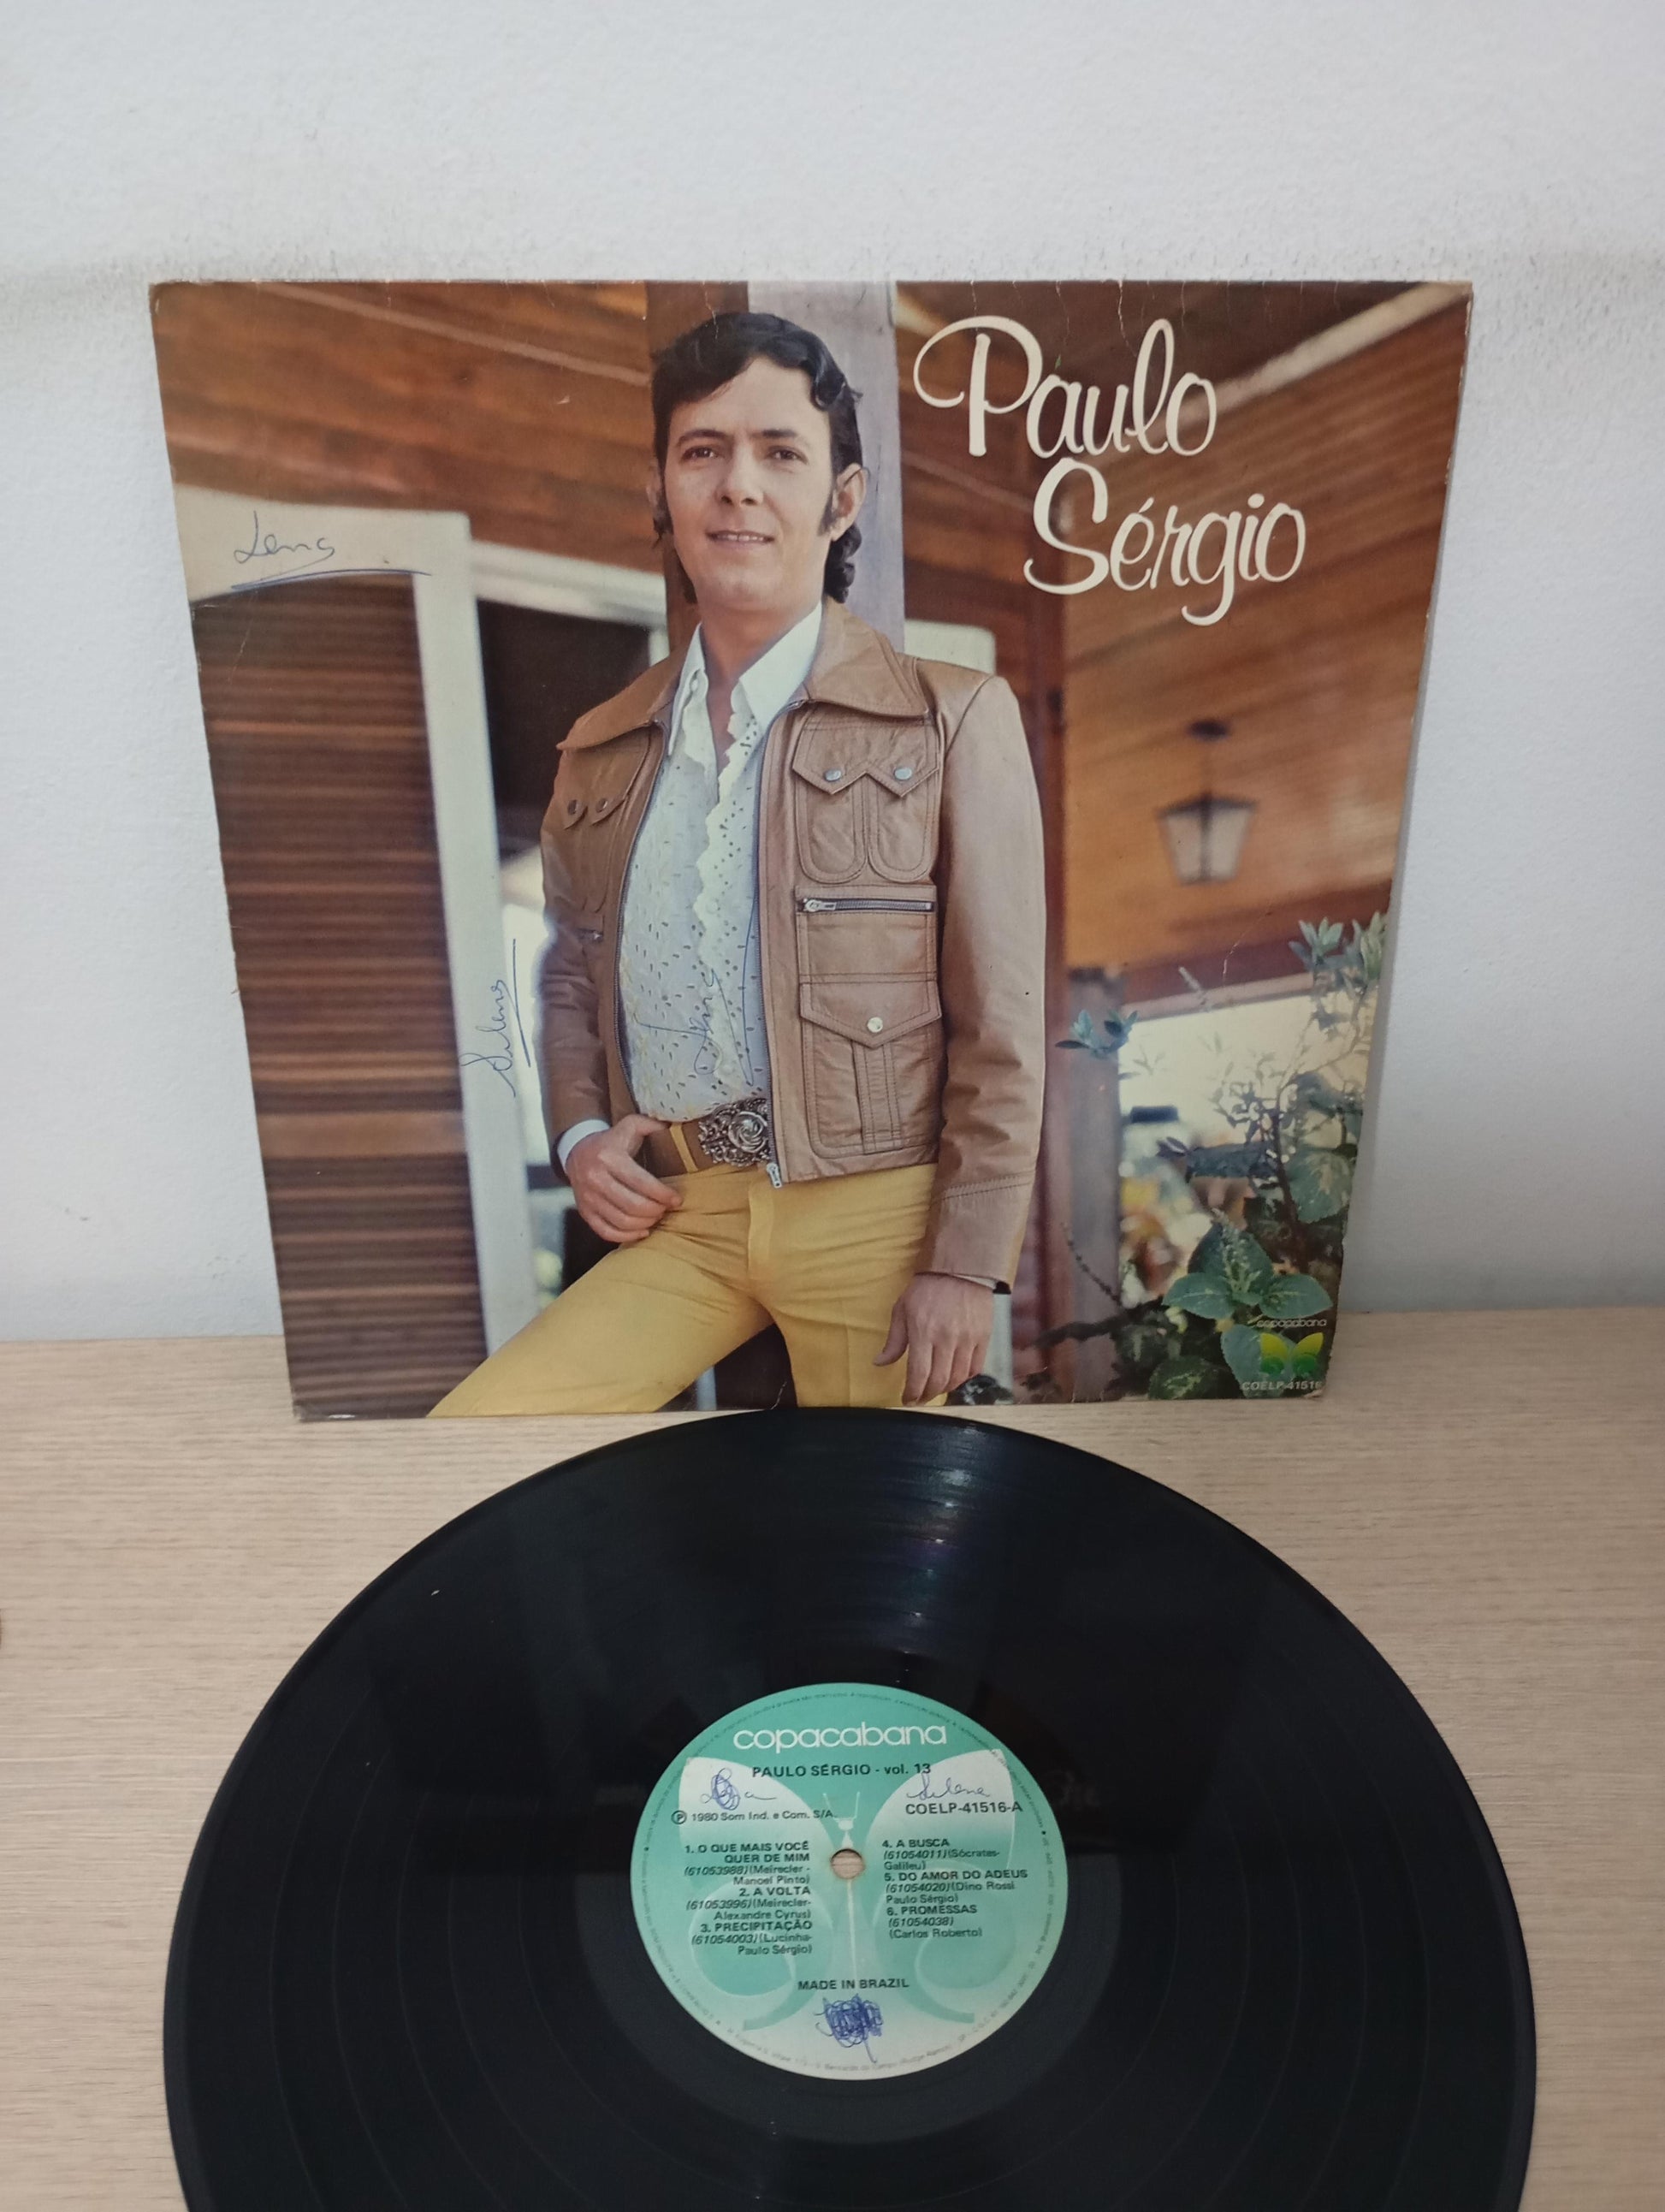 Paulo
Sérgio
Silena
copacabana
COELP-41516
copacabana
PAULO SÉRGIO - vol. 13
Silena
COELP-41516-A
℗ 1980 Som Ind. e Com. S/A
1. O QUE MAIS VOCÊ
QUER DE MIM
(61053988)(Meirecler-
Manoel Pinto)
2. A VOLTA
(61053996)(Meirecler-
Alexandre Cyrus)
3. PRECIPITAÇÃO
(61054003)(Lucinha-
Paulo Sérgio)
4. A BUSCA
(61054011)(Sócrates-
Galileu)
5. DO AMOR DO ADEUS
(61054020)(Dino Rossi
Paulo Sérgio)
6. PROMESSAS
(61054038)
(Carlos Roberto)
MADE IN BRAZIL